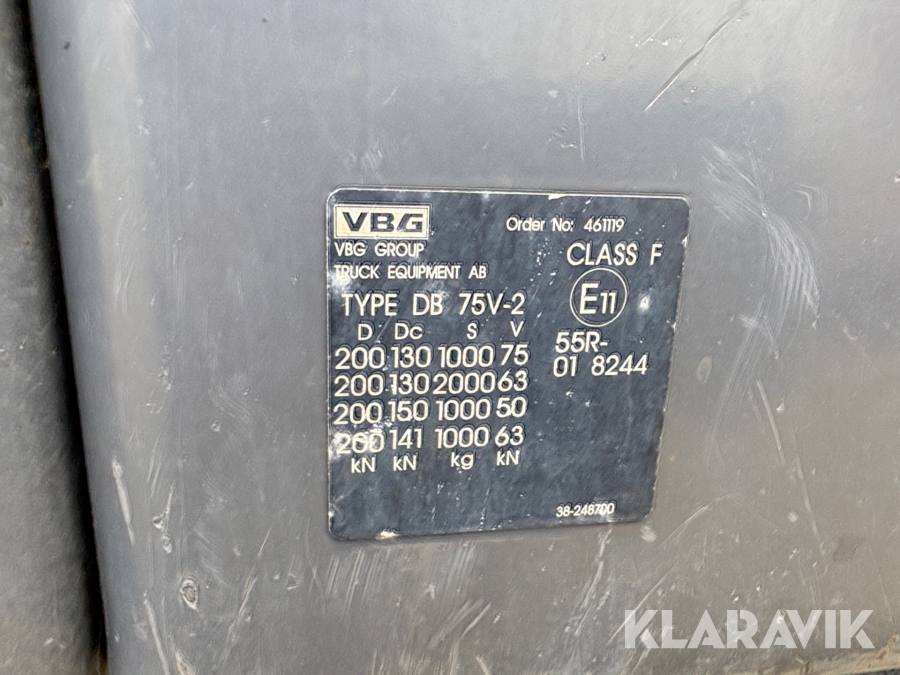 VBG
Order No: 461119
VBG GROUP
TRUCK EQUIPMENT AB
CLASS F
TYPE DB 75V-2
E11
D Dc S V
200 130 1000 75
200 130 2000 63
200 150 1000 50
200 141 1000 63
kN kN kg kN
55R-
01 8244
38-248700
KLARAVIK